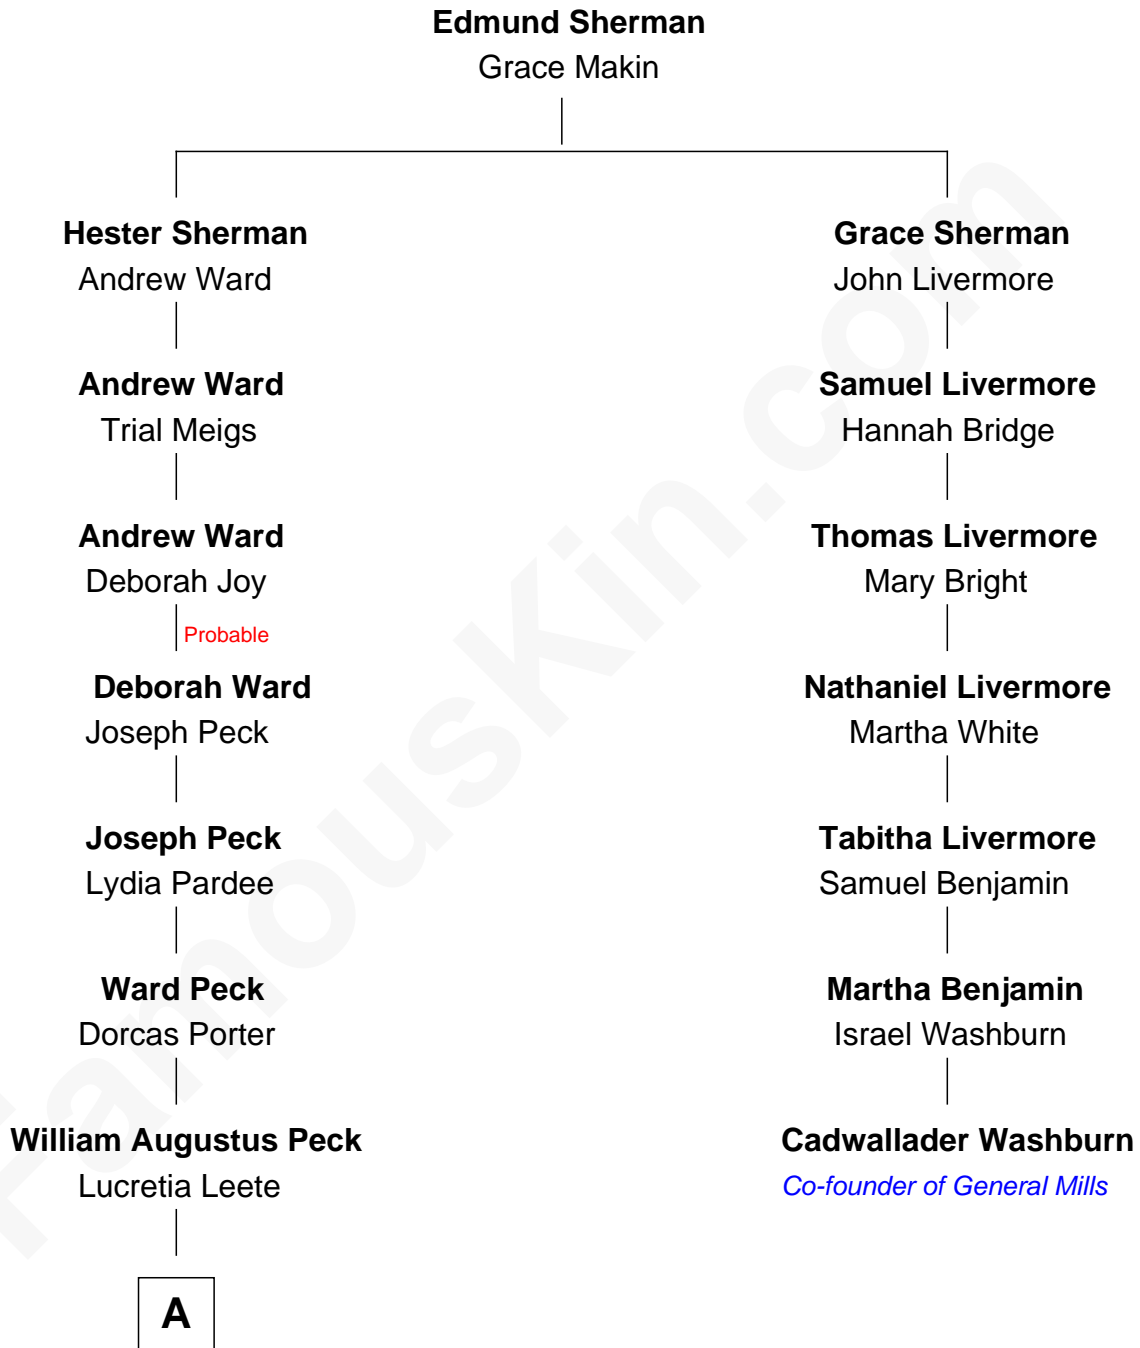 Edmund Sherman
Grace Makin
Hester Sherman
Andrew Ward
Grace Sherman
John Livermore
Andrew Ward
Trial Meigs
Samuel Livermore
Hannah Bridge
Andrew Ward
Deborah Joy
Thomas Livermore
Mary Bright
Probable
Deborah Ward
Joseph Peck
Nathaniel Livermore
Martha White
Joseph Peck
Lydia Pardee
Tabitha Livermore
Samuel Benjamin
Ward Peck
Dorcas Porter
Martha Benjamin
Israel Washburn
William Augustus Peck
Lucretia Leete
Cadwallader Washburn
Co-founder of General Mills
A
FamousKin.com